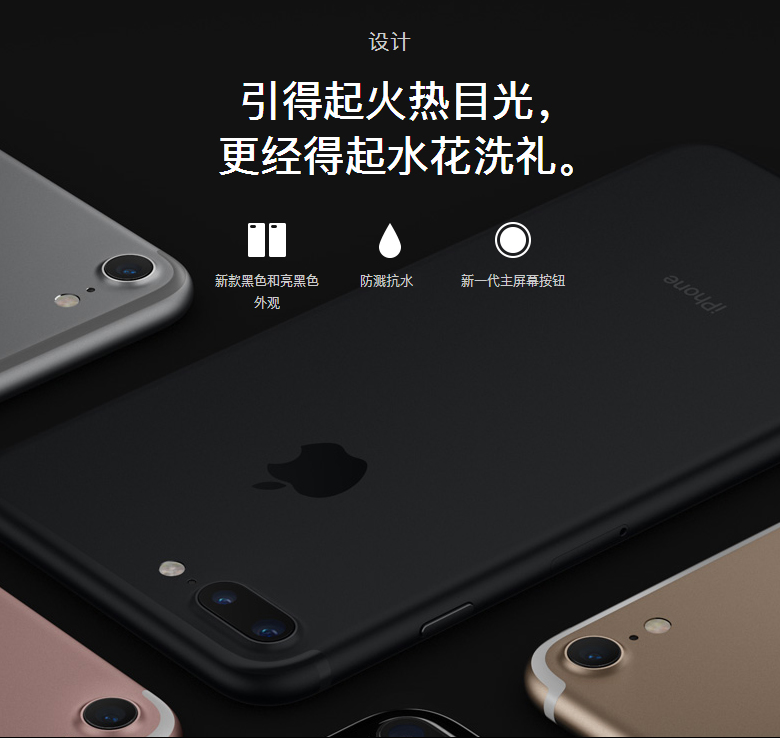 设计
引得起火热目光，
更经得起水花洗礼。
新款黑色和亮黑色
外观
防溅抗水
新一代主屏幕按钮
iPhone